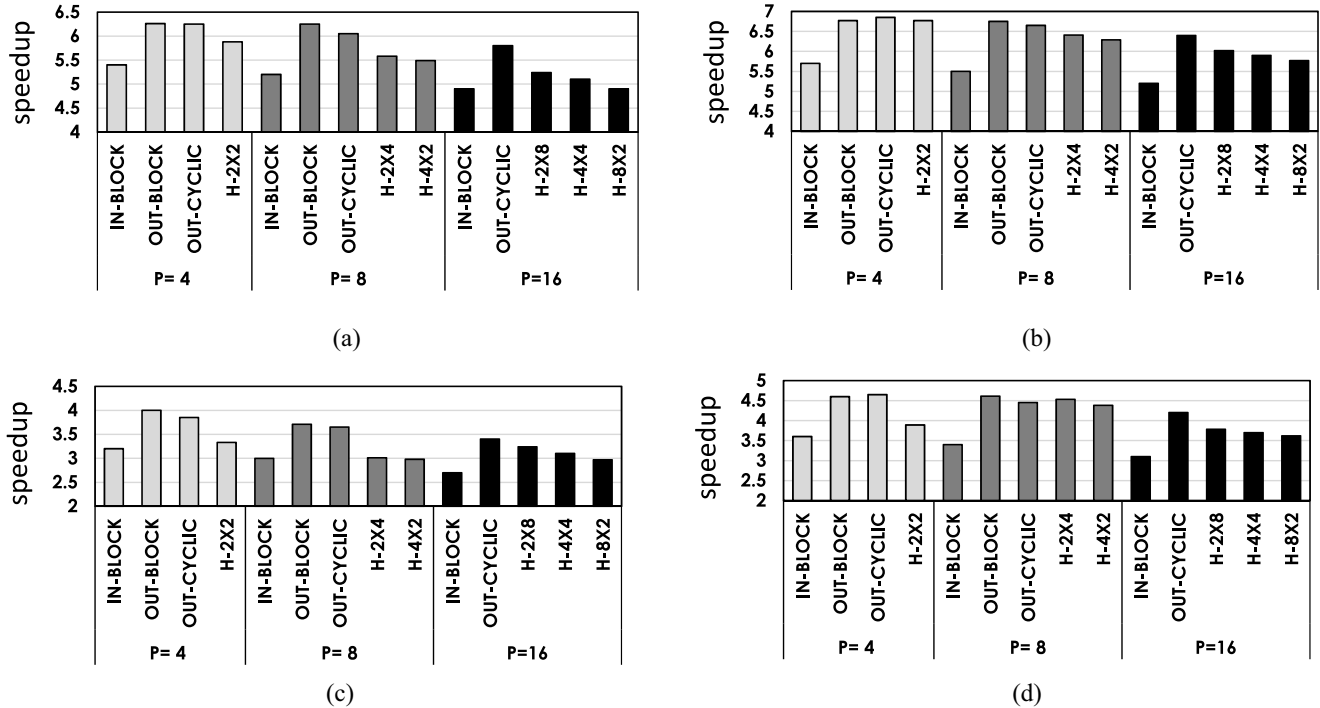 speedup
6.5
6
5.5
5
4.5
4
IN-BLOCK
OUT-BLOCK
OUT-CYCLIC
H-2X2
IN-BLOCK
OUT-BLOCK
OUT-CYCLIC
H-2X4
H-4X2
IN-BLOCK
OUT-CYCLIC
H-2X8
H-4X4
H-8X2
P= 4
P= 8
P=16
(a)
speedup
7
6.5
6
5.5
5
4.5
4
IN-BLOCK
OUT-BLOCK
OUT-CYCLIC
H-2X2
IN-BLOCK
OUT-BLOCK
OUT-CYCLIC
H-2X4
H-4X2
IN-BLOCK
OUT-CYCLIC
H-2X8
H-4X4
H-8X2
P= 4
P= 8
P=16
(b)
speedup
4.5
4
3.5
3
2.5
2
IN-BLOCK
OUT-BLOCK
OUT-CYCLIC
H-2X2
IN-BLOCK
OUT-BLOCK
OUT-CYCLIC
H-2X4
H-4X2
IN-BLOCK
OUT-CYCLIC
H-2X8
H-4X4
H-8X2
P= 4
P= 8
P=16
(c)
speedup
5
4.5
4
3.5
3
2.5
2
IN-BLOCK
OUT-BLOCK
OUT-CYCLIC
H-2X2
IN-BLOCK
OUT-BLOCK
OUT-CYCLIC
H-2X4
H-4X2
IN-BLOCK
OUT-CYCLIC
H-2X8
H-4X4
H-8X2
P= 4
P= 8
P=16
(d)